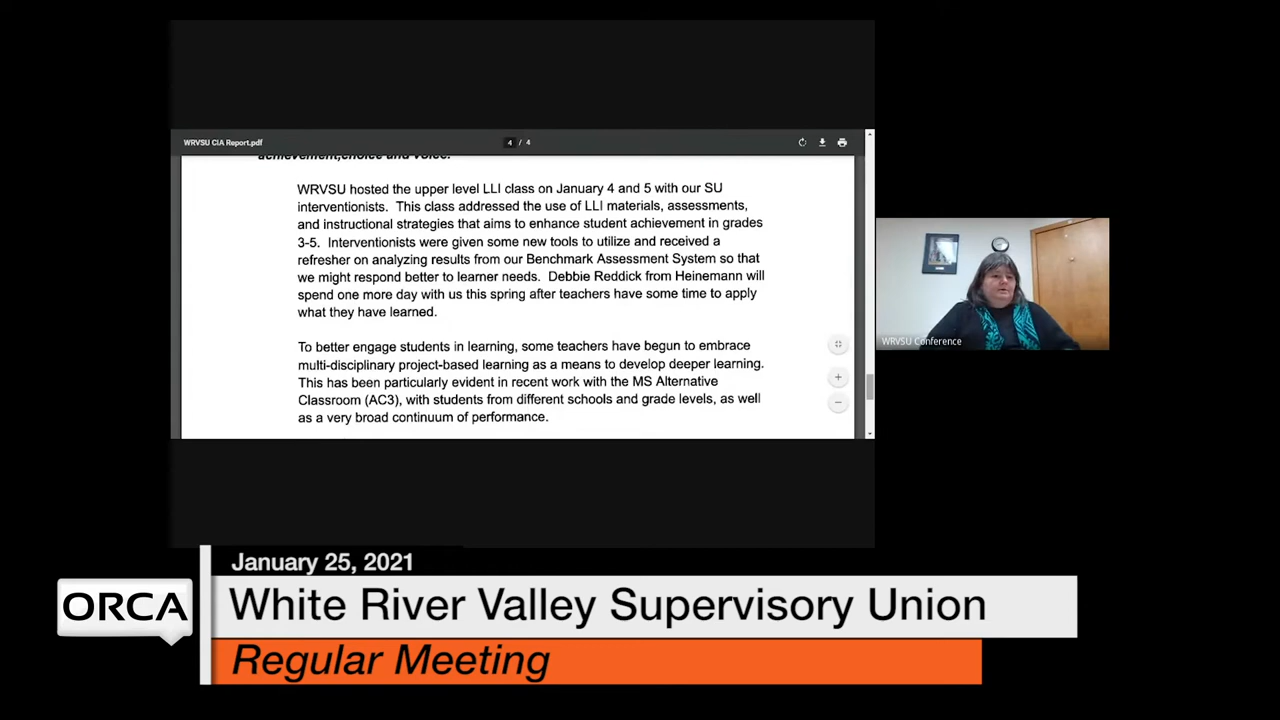 WRVSU CIA Report.pdf
4 / 4
achievement,choice and voice.
WRVSU hosted the upper level LLI class on January 4 and 5 with our SU
interventionists. This class addressed the use of LLI materials, assessments,
and instructional strategies that aims to enhance student achievement in grades
3-5. Interventionists were given some new tools to utilize and received a
refresher on analyzing results from our Benchmark Assessment System so that
we might respond better to learner needs. Debbie Reddick from Heinemann will
spend one more day with us this spring after teachers have some time to apply
what they have learned.
To better engage students in learning, some teachers have begun to embrace
multi-disciplinary project-based learning as a means to develop deeper learning.
This has been particularly evident in recent work with the MS Alternative
Classroom (AC3), with students from different schools and grade levels, as well
as a very broad continuum of performance.
WRVSU Conference
January 25, 2021
ORCA
White River Valley Supervisory Union
Regular Meeting